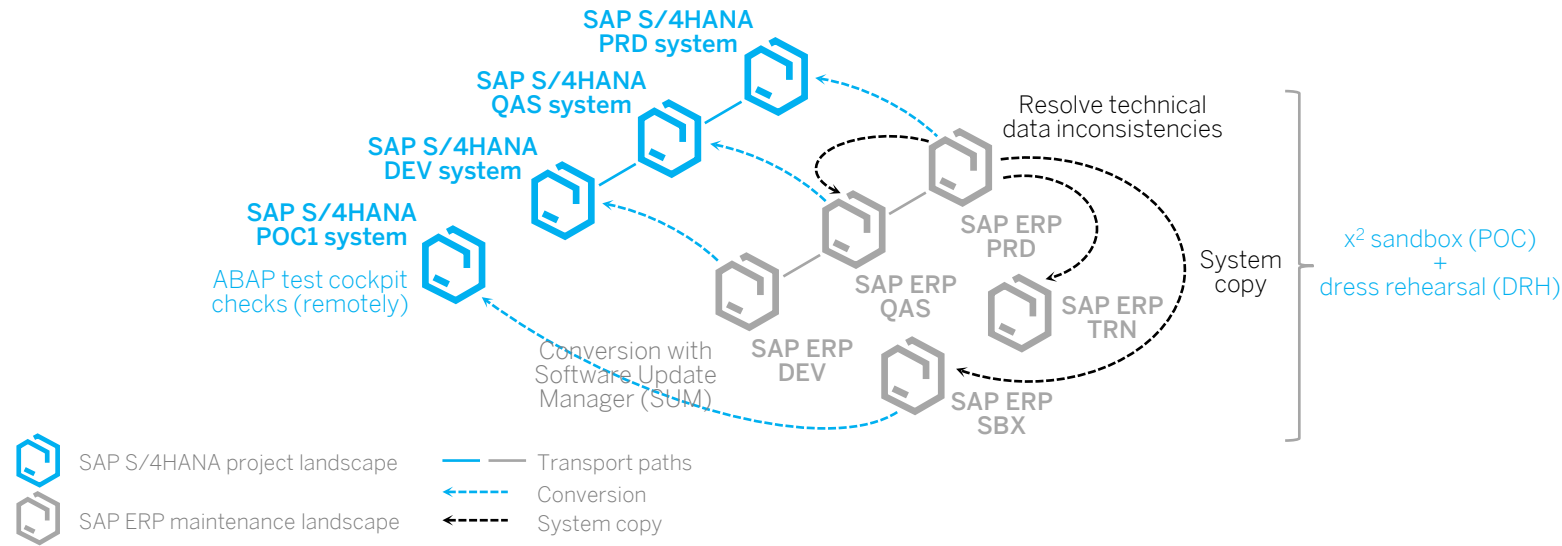 SAP S/4HANA
PRD system
SAP S/4HANA
QAS system
SAP S/4HANA
DEV system
SAP S/4HANA
POC1 system
ABAP test cockpit
checks (remotely)
Resolve technical
data inconsistencies
SAP ERP
PRD
SAP ERP
QAS
SAP ERP
TRN
SAP ERP
DEV
SAP ERP
SBX
System
copy
x² sandbox (POC)
+
dress rehearsal (DRH)
Conversion with
Software Update
Manager (SUM)
SAP S/4HANA project landscape
SAP ERP maintenance landscape
Transport paths
Conversion
System copy